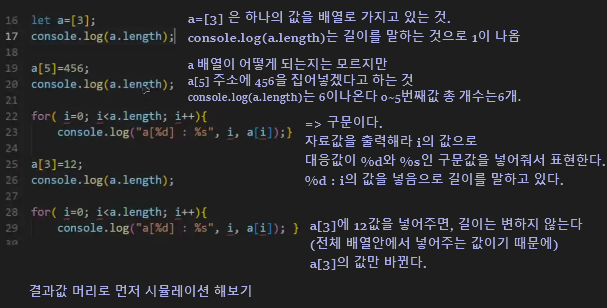 16 let a=[3];
17 console.log(a.length);
a=[3] 은 하나의 값을 배열로 가지고 있는 것.
console.log(a.length)는 길이를 말하는 것으로 1이 나옴
19 a[5]=456;
20 console.log(a.length);
a 배열이 어떻게 되는지는 모르지만
a[5] 주소에 456을 집어넣겠다고 하는 것
console.log(a.length)는 6이나온다 0~5번째값 총 개수는6개.
22 for( i=0; i<a.length; i++){
23 console.log("a[%d] : %s", i, a[i]);}
25 a[3]=12;
26 console.log(a.length);
=> 구문이다.
자료값을 출력해라 i의 값으로
대응값이 %d와 %s인 구문값을 넣어줘서 표현한다.
%d : i의 값을 넣음으로 길이를 말하고 있다.
28 for( i=0; i<a.length; i++){
29 console.log("a[%d] : %s", i, a[i]); }
30
a[3]에 12값을 넣어주면, 길이는 변하지 않는다
(전체 배열안에서 넣어주는 값이기 때문에)
a[3]의 값만 바뀐다.
결과값 머리로 먼저 시뮬레이션 해보기